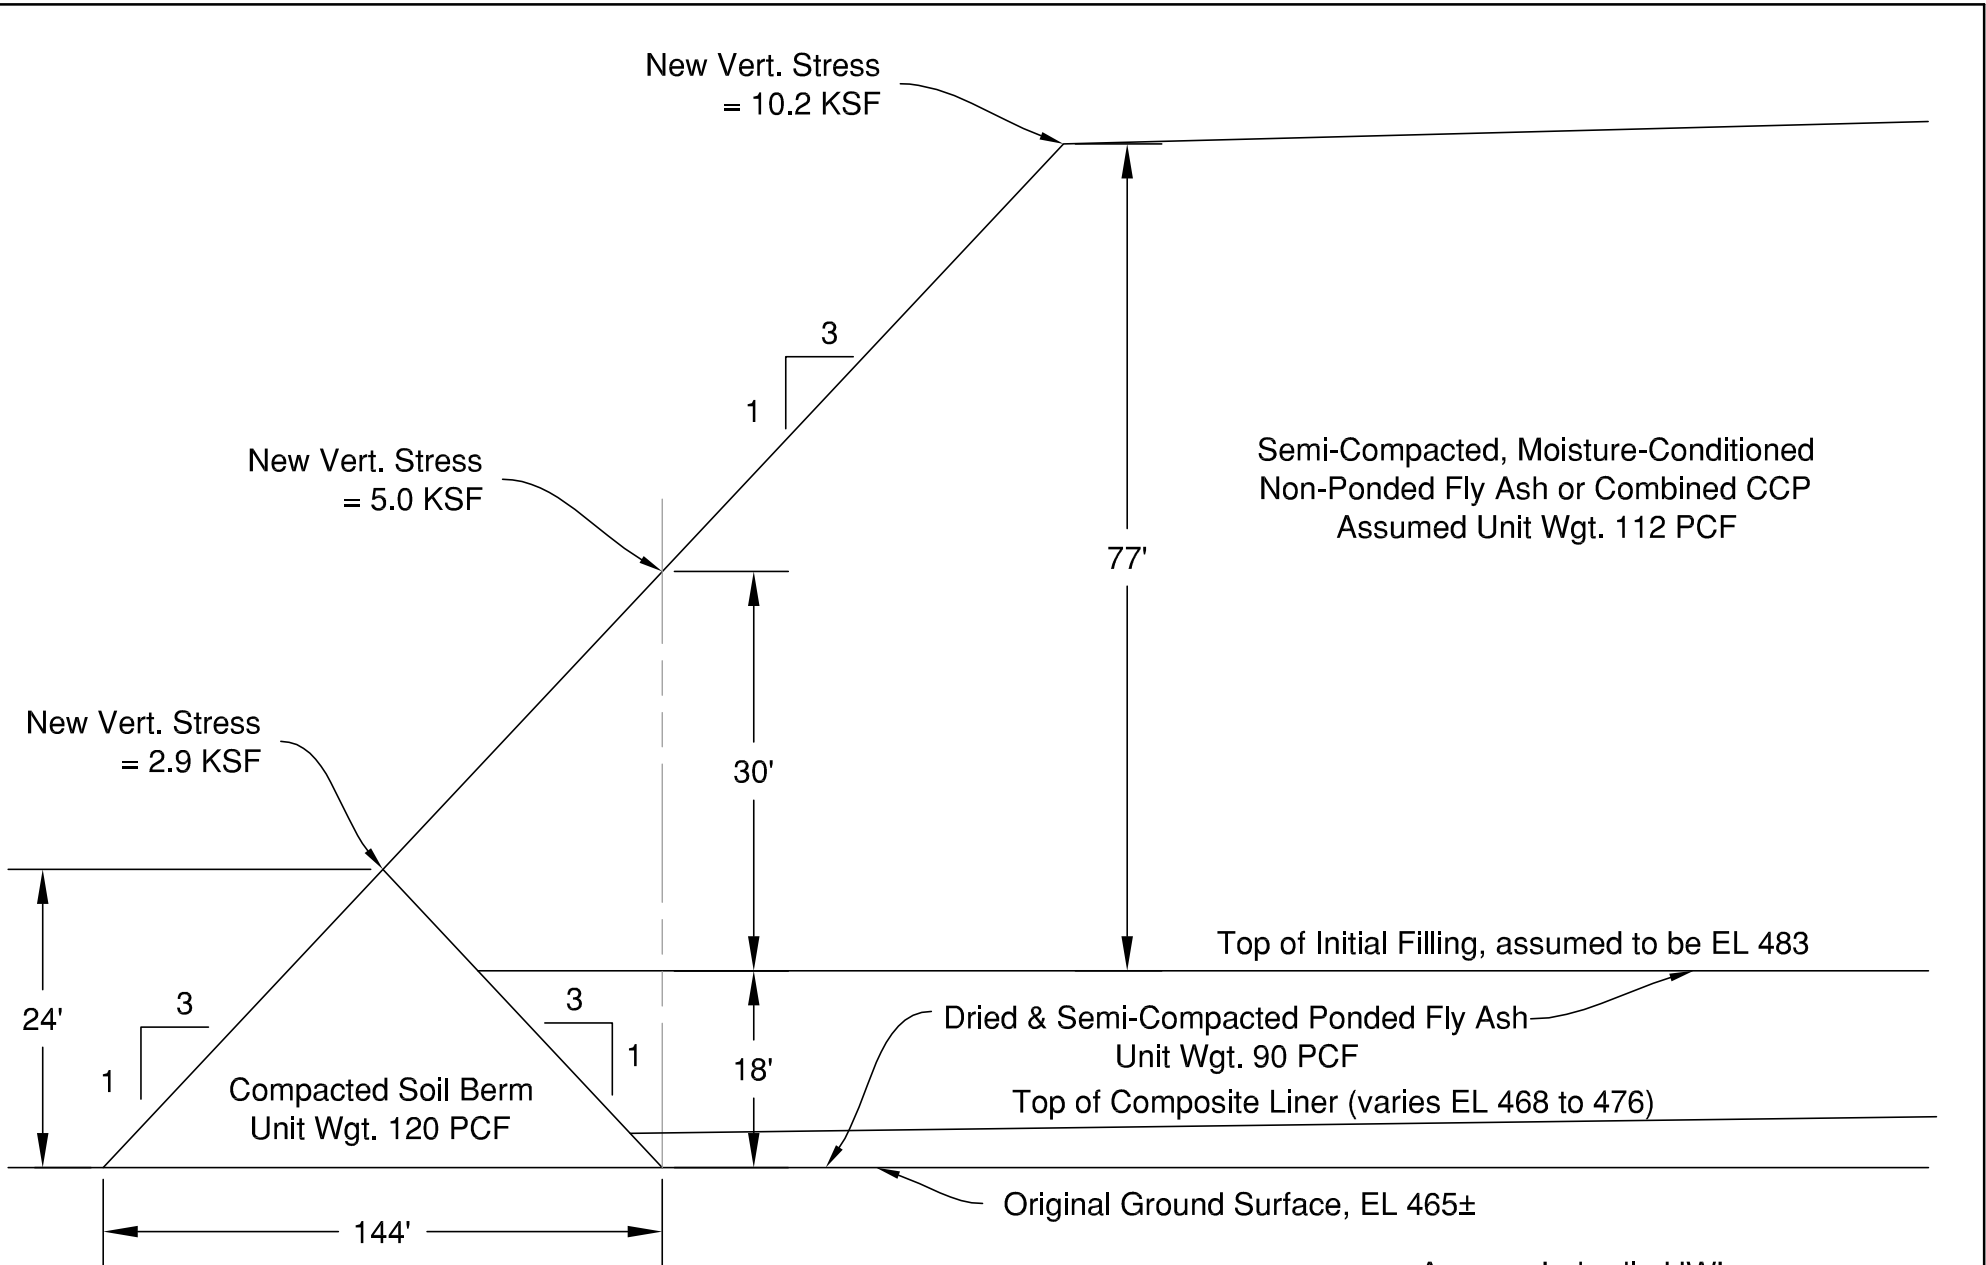 New Vert. Stress
= 10.2 KSF
3
1
New Vert. Stress
= 5.0 KSF
Semi-Compacted, Moisture-Conditioned
Non-Ponded Fly Ash or Combined CCP
Assumed Unit Wgt. 112 PCF
77'
New Vert. Stress
= 2.9 KSF
30'
Top of Initial Filling, assumed to be EL 483
24'
3
1
3
1
18'
Dried & Semi-Compacted Ponded Fly Ash
Unit Wgt. 90 PCF
Compacted Soil Berm
Unit Wgt. 120 PCF
Top of Composite Liner (varies EL 468 to 476)
Original Ground Surface, EL 465±
144'